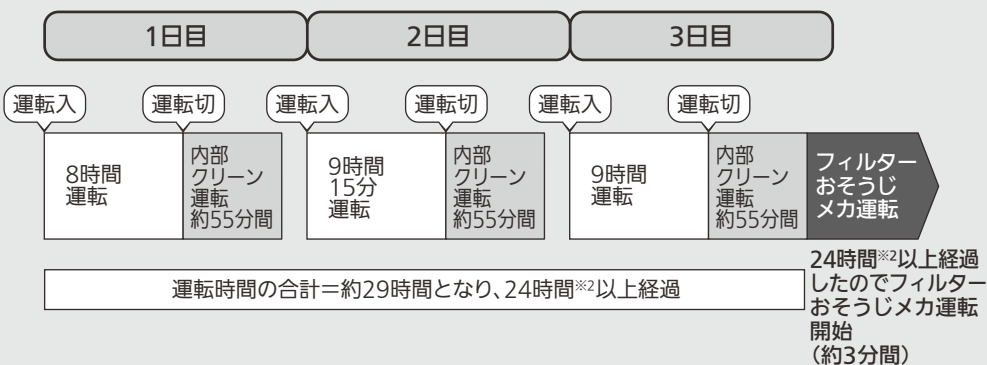 1日目
2日目
3日目
運転入
運転切
運転入
運転切
運転入
運転切
8時間
運転
内部
クリーン
運転
約55分間
9時間
15分
運転
内部
クリーン
運転
約55分間
9時間
運転
内部
クリーン
運転
約55分間
フィルター
おそうじ
メカ運転
運転時間の合計＝約29時間となり、24時間※2以上経過
24時間※2以上経過
したのでフィルター
おそうじメカ運転
開始
（約3分間）